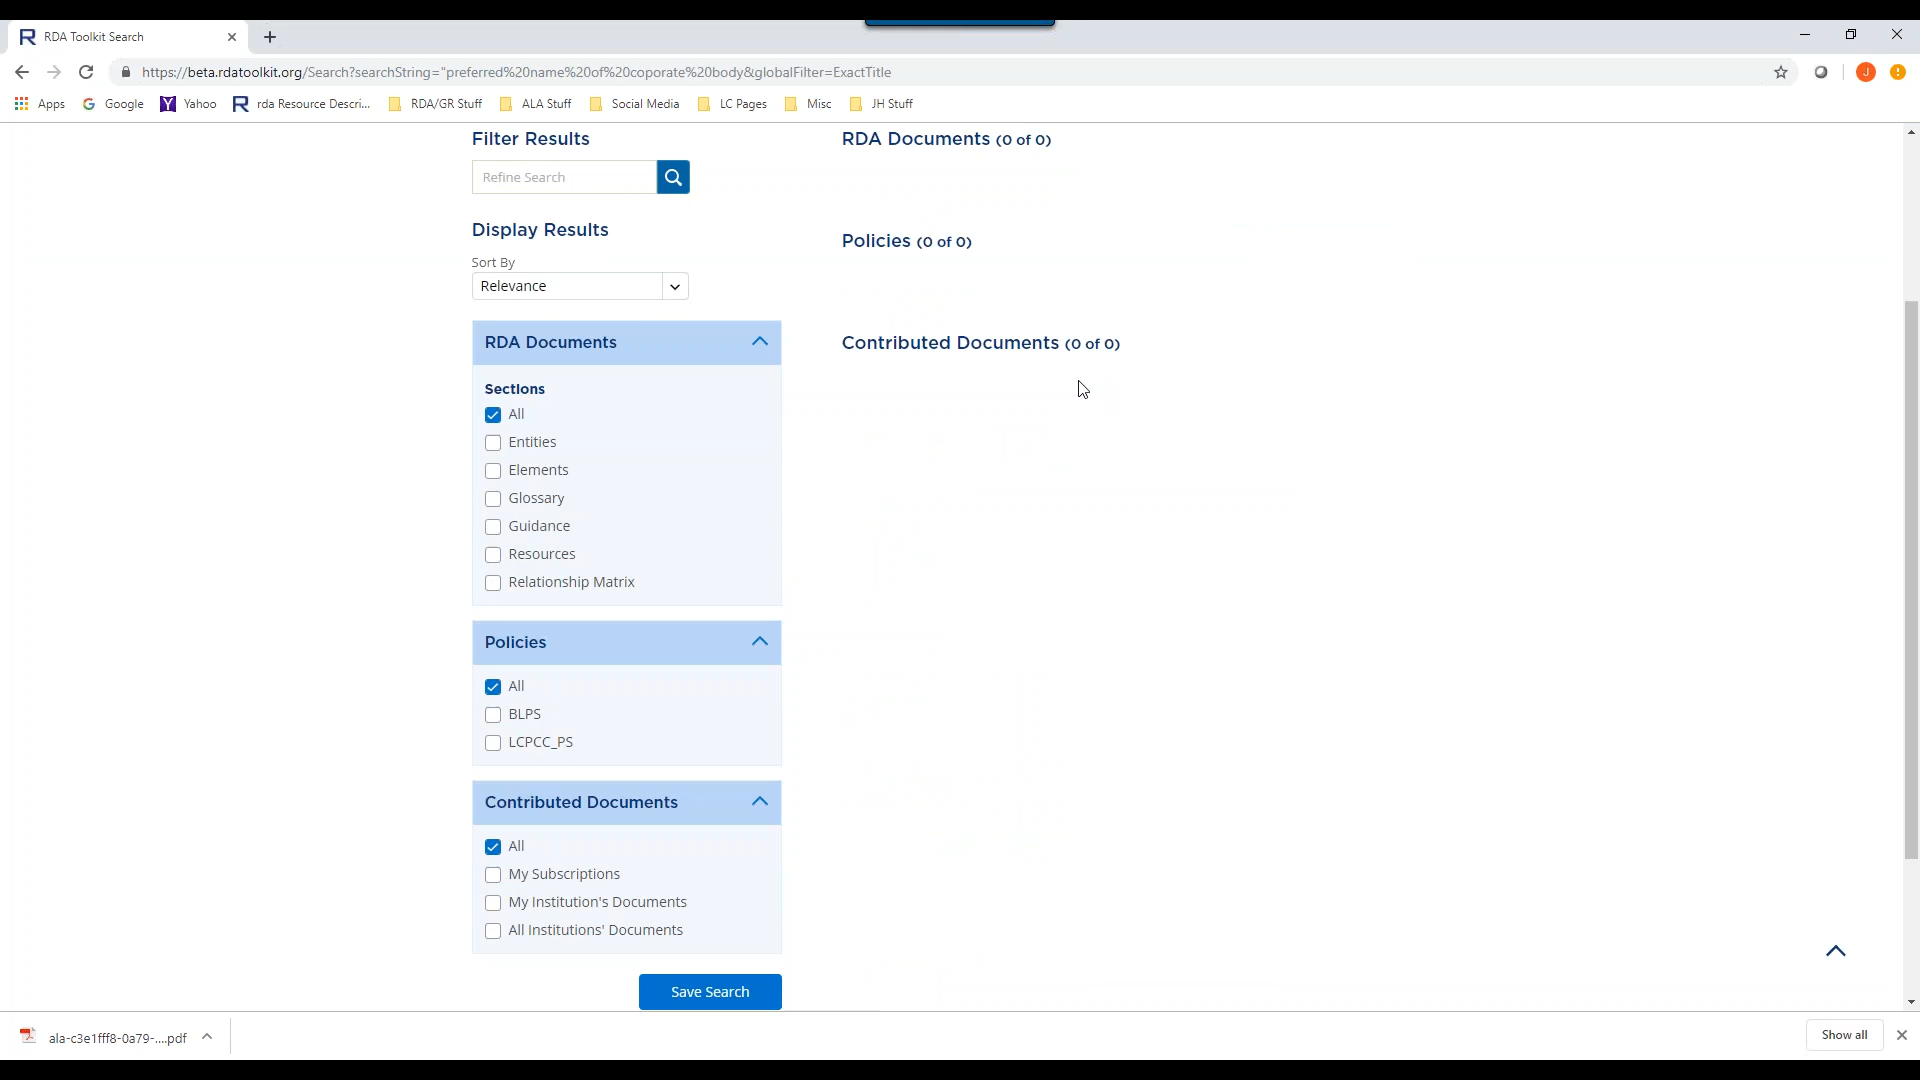 RDA Toolkit Search
https://beta.rdatoolkit.org/Search?searchString="preferred%20name%20of%20coporate%20body&globalFilter=ExactTitle
J
Apps Google Yahoo rda Resource Descri... RDA/GR Stuff ALA Stuff Social Media LC Pages Misc JH Stuff
Filter Results
Refine Search
Display Results
Sort By
Relevance
RDA Documents
Sections
All
Entities
Elements
Glossary
Guidance
Resources
Relationship Matrix
Policies
All
BLPS
LCPCC_PS
Contributed Documents
All
My Subscriptions
My Institution's Documents
All Institutions' Documents
Save Search
RDA Documents (0 of 0)
Policies (0 of 0)
Contributed Documents (0 of 0)
ala-c3e1fff8-0a79-....pdf
Show all